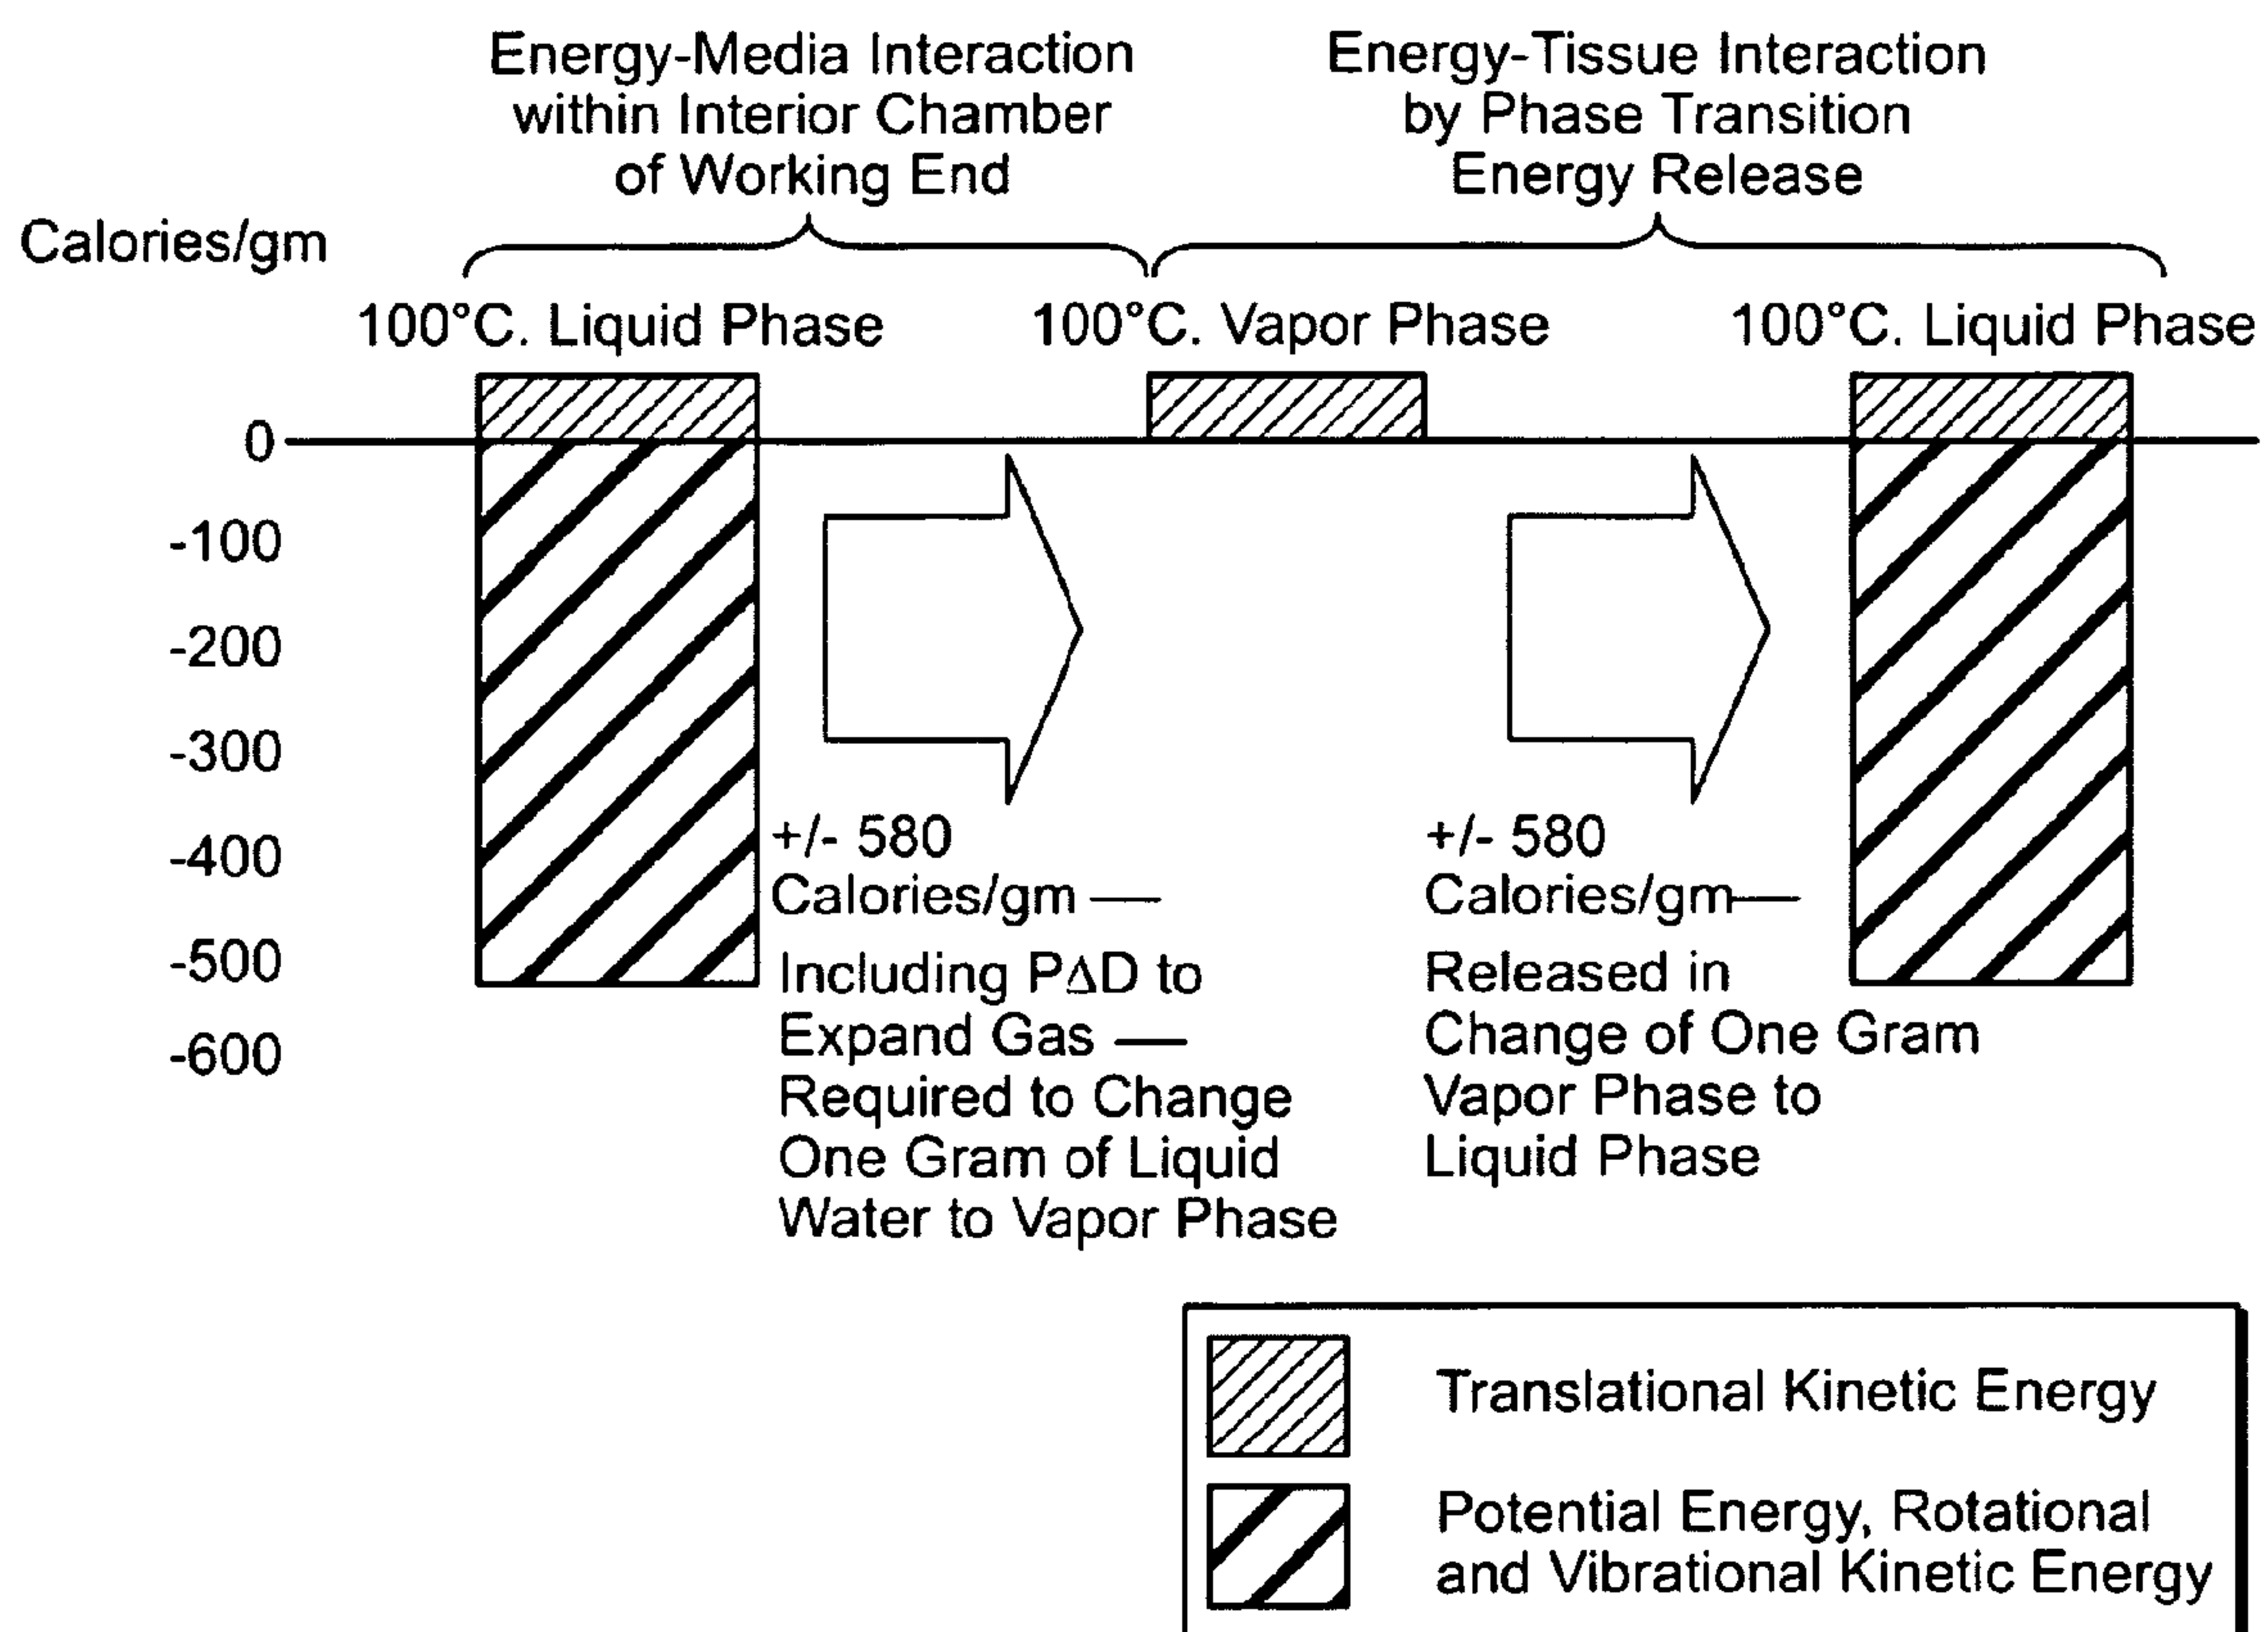 Energy-Media Interaction
within Interior Chamber
of Working End
Energy-Tissue Interaction
by Phase Transition
Energy Release
Calories/gm
100°C. Liquid Phase
100°C. Vapor Phase
100°C. Liquid Phase
0
-100
-200
-300
-400
-500
-600
+/- 580
Calories/gm —
Including PΔD to
Expand Gas —
Required to Change
One Gram of Liquid
Water to Vapor Phase
+/- 580
Calories/gm—
Released in
Change of One Gram
Vapor Phase to
Liquid Phase
Translational Kinetic Energy
Potential Energy, Rotational
and Vibrational Kinetic Energy